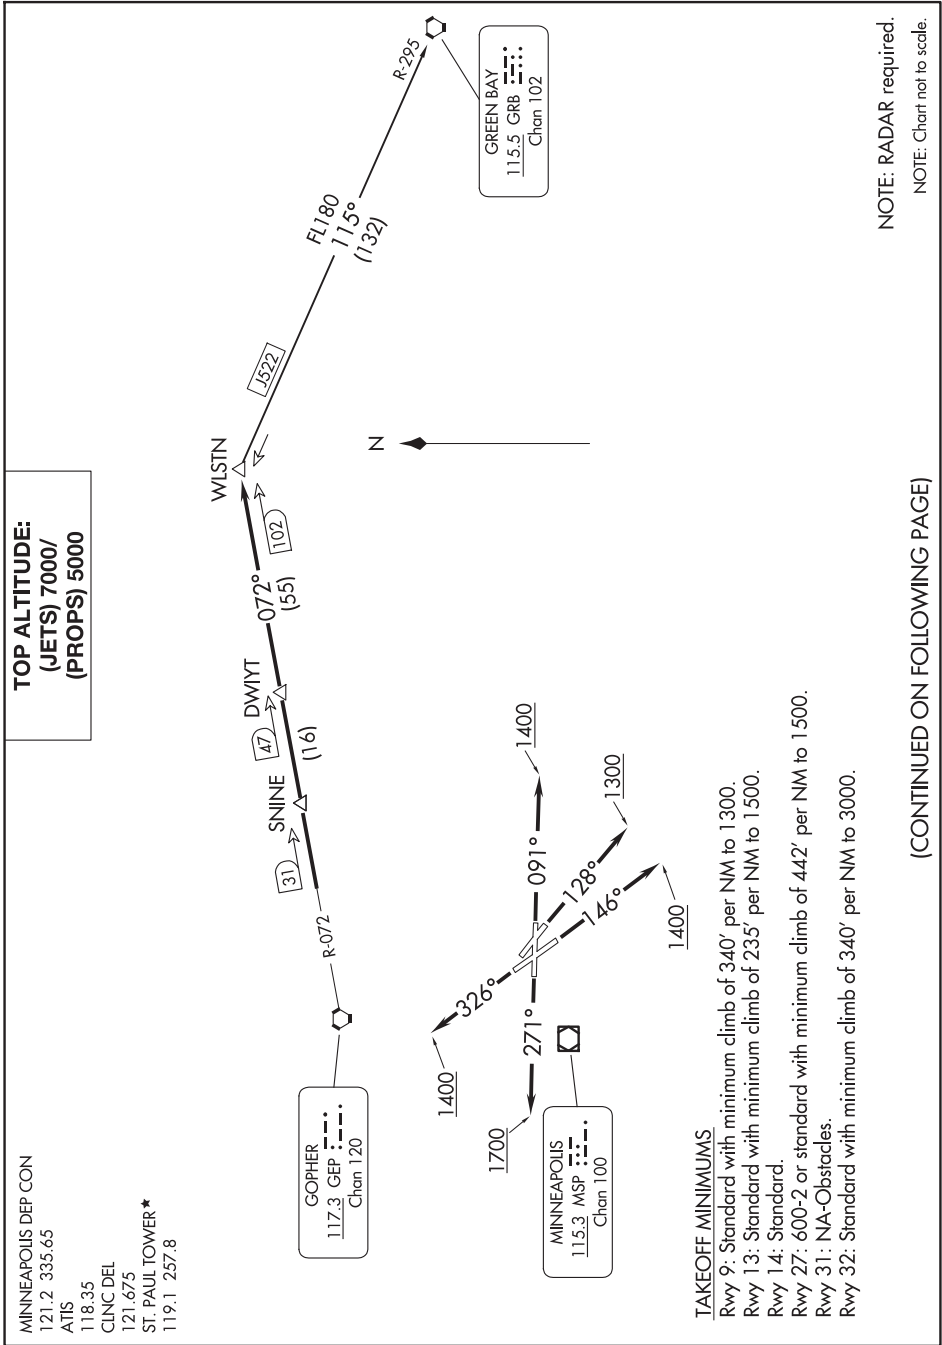 MINNEAPOLIS DEP CON
121.2 335.65
ATIS
118.35
CLNC DEL
121.675
ST. PAUL TOWER★
119.1 257.8
TOP ALTITUDE:
(JETS) 7000/
(PROPS) 5000
GOPHER
117.3 GEP
Chan 120
R-072
31
SNINE
(16)
47
DWIYT
072°
(55)
102
WLSTN
J522
FL180
115°
(132)
R-295
GREEN BAY
115.5 GRB
Chan 102
N
1400
326°
1700
271°
091°
1400
128°
1300
146°
1400
MINNEAPOLIS
115.3 MSP
Chan 100
TAKEOFF MINIMUMS
Rwy 9: Standard with minimum climb of 340' per NM to 1300.
Rwy 13: Standard with minimum climb of 235' per NM to 1500.
Rwy 14: Standard.
Rwy 27: 600-2 or standard with minimum climb of 442' per NM to 1500.
Rwy 31: NA-Obstacles.
Rwy 32: Standard with minimum climb of 340' per NM to 3000.
NOTE: RADAR required.
NOTE: Chart not to scale.
(CONTINUED ON FOLLOWING PAGE)